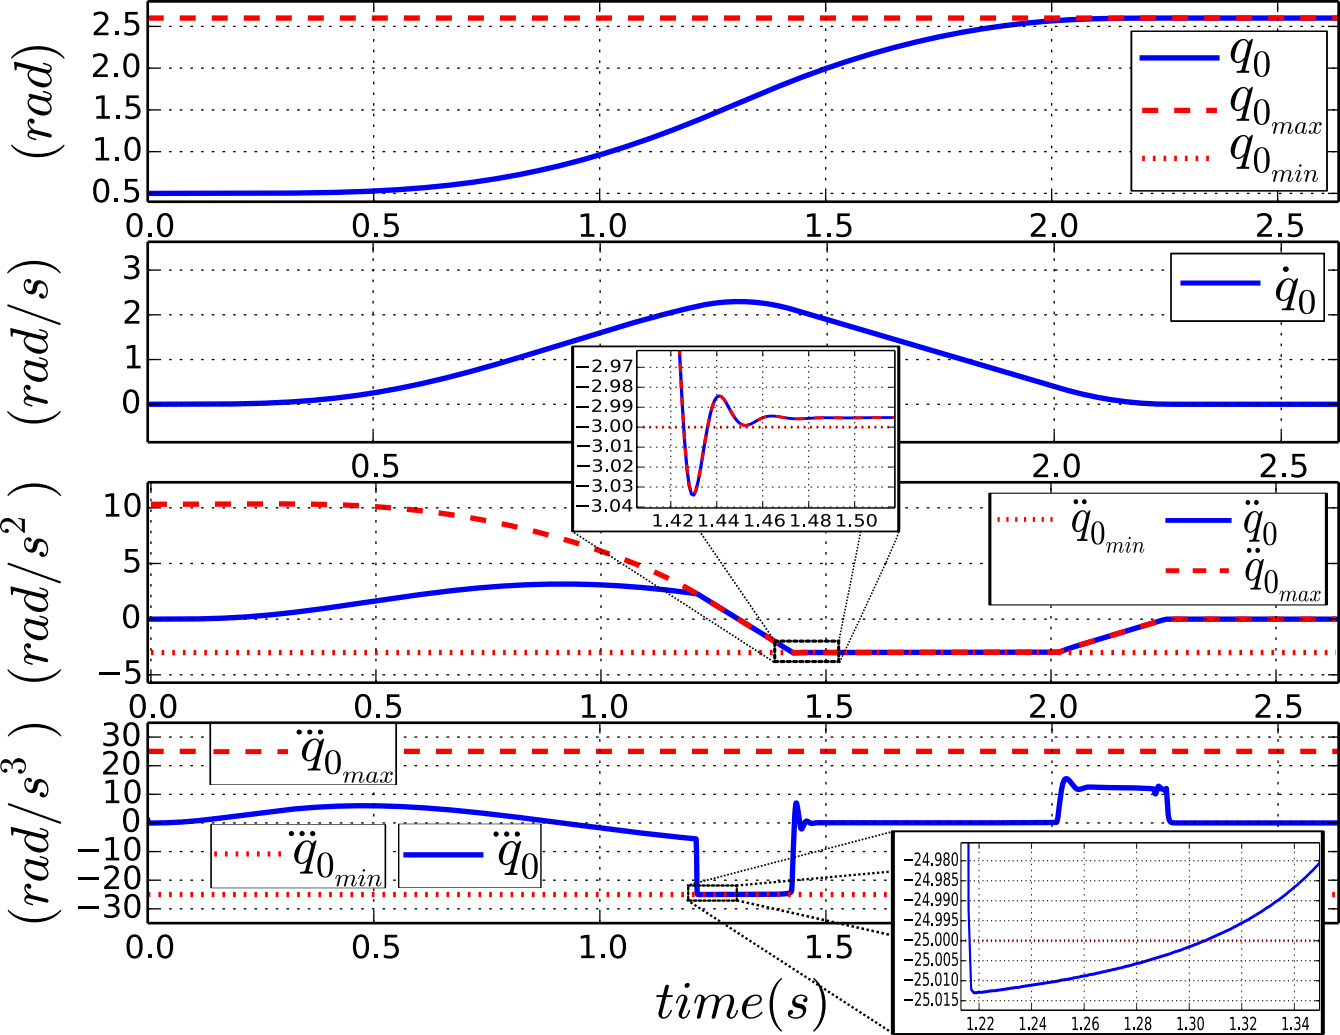 (rad)
2.5
2.0
1.5
1.0
0.5
q₀
q₀ₘₐₓ
q₀ₘᵢₙ
0.0 0.5 1.0 1.5 2.0 2.5
(rad/s)
3
2
1
0
q̇₀
0.5 2.0 2.5
−2.97
−2.98
−2.99
−3.00
−3.01
−3.02
−3.03
−3.04
1.42 1.44 1.46 1.48 1.50
(rad/s²)
10
5
0
−5
q̈₀ₘᵢₙ q̈₀
q̈₀ₘₐₓ
0.0 0.5 1.0 1.5 2.0 2.5
(rad/s³)
30
20
10
0
−10
−20
−30
q⃛₀ₘₐₓ
q⃛₀ₘᵢₙ q⃛₀
0.0 0.5 1.0 1.5
−24.980
−24.985
−24.990
−24.995
−25.000
−25.005
−25.010
−25.015
1.22 1.24 1.26 1.28 1.30 1.32 1.34
time(s)